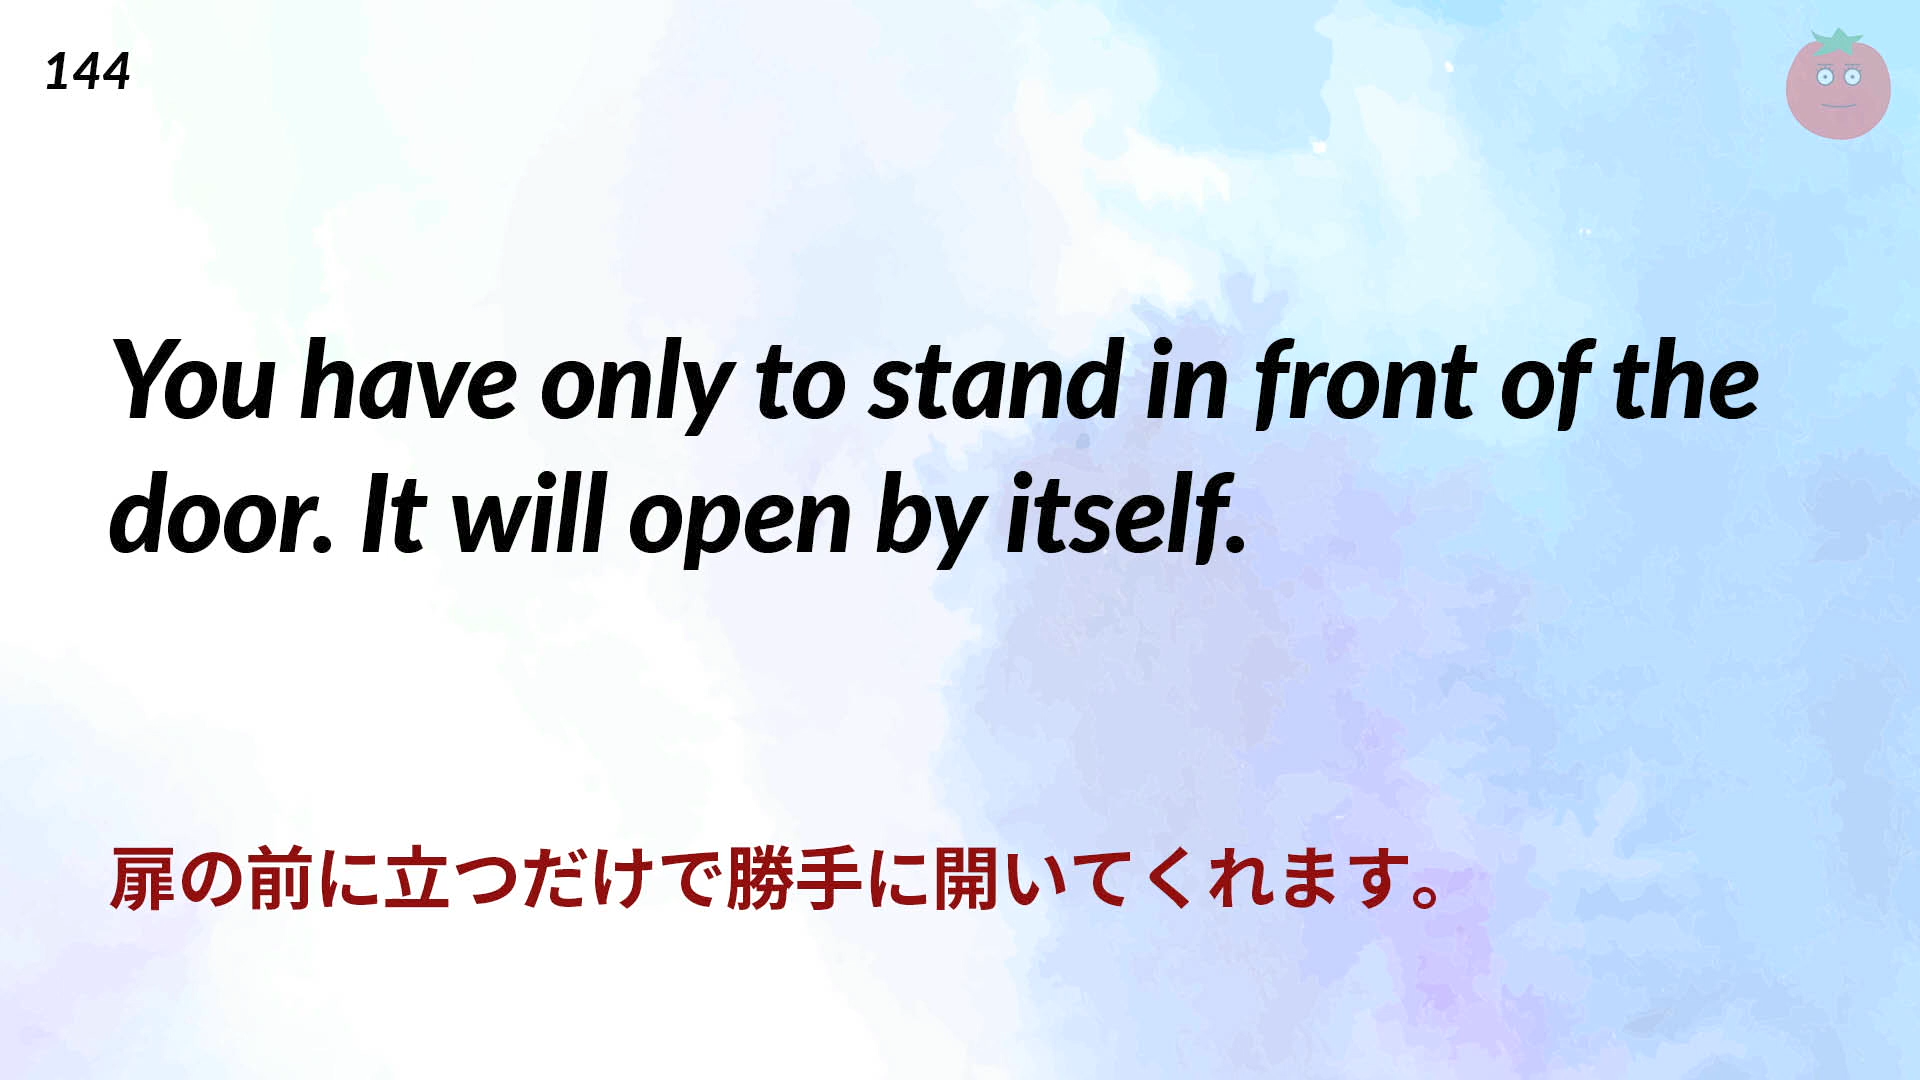 144
You have only to stand in front of the
door. It will open by itself.
扉の前に立つだけで勝手に開いてくれます。